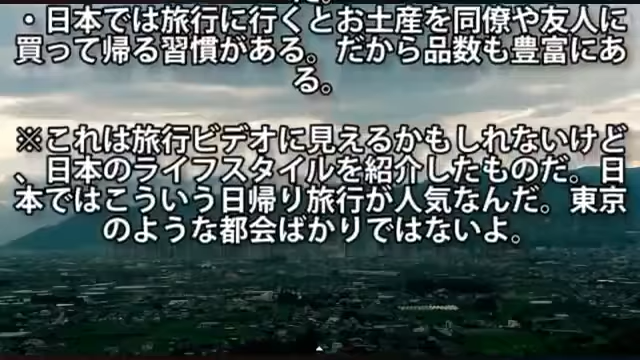 ・日本では旅行に行くとお土産を同僚や友人に
買って帰る習慣がある。だから品数も豊富にあ
る。
※これは旅行ビデオに見えるかもしれないけど
、日本のライフスタイルを紹介したものだ。日
本ではこういう日帰り旅行が人気なんだ。東京
のような都会ばかりではないよ。